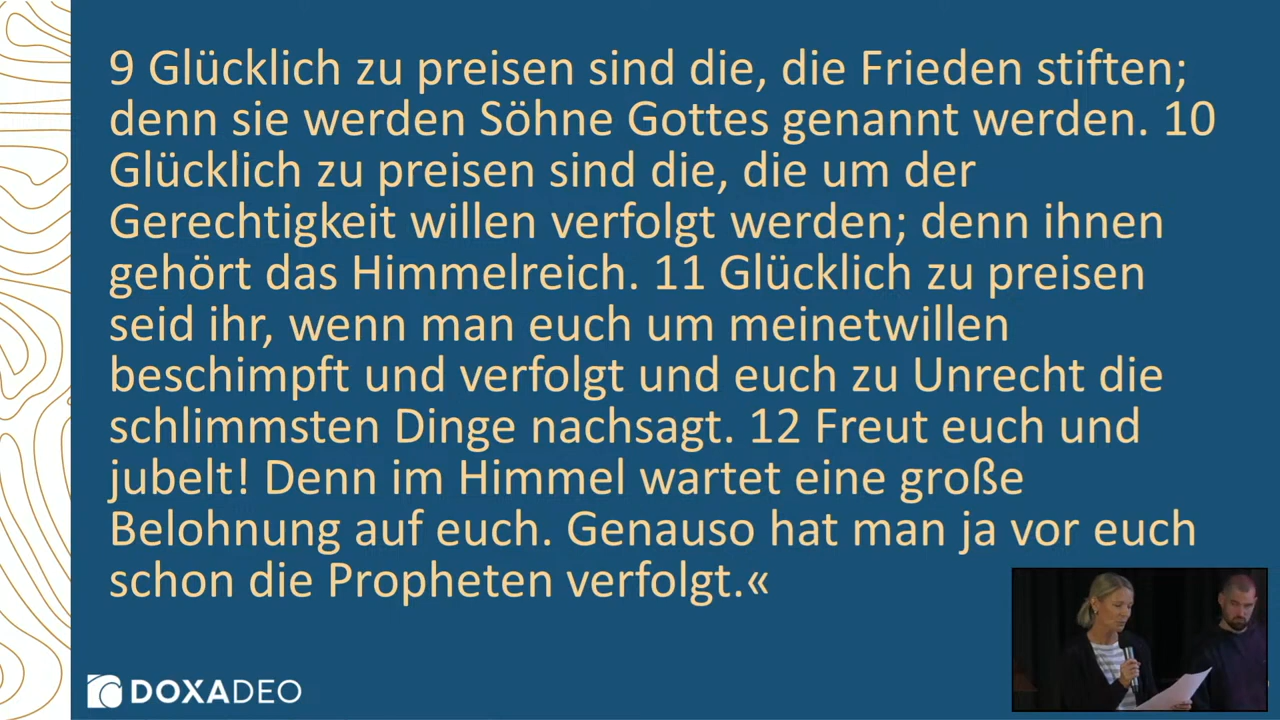 9 Glücklich zu preisen sind die, die Frieden stiften;
denn sie werden Söhne Gottes genannt werden. 10
Glücklich zu preisen sind die, die um der
Gerechtigkeit willen verfolgt werden; denn ihnen
gehört das Himmelreich. 11 Glücklich zu preisen
seid ihr, wenn man euch um meinetwillen
beschimpft und verfolgt und euch zu Unrecht die
schlimmsten Dinge nachsagt. 12 Freut euch und
jubelt! Denn im Himmel wartet eine große
Belohnung auf euch. Genauso hat man ja vor euch
schon die Propheten verfolgt.«
DOXADEO